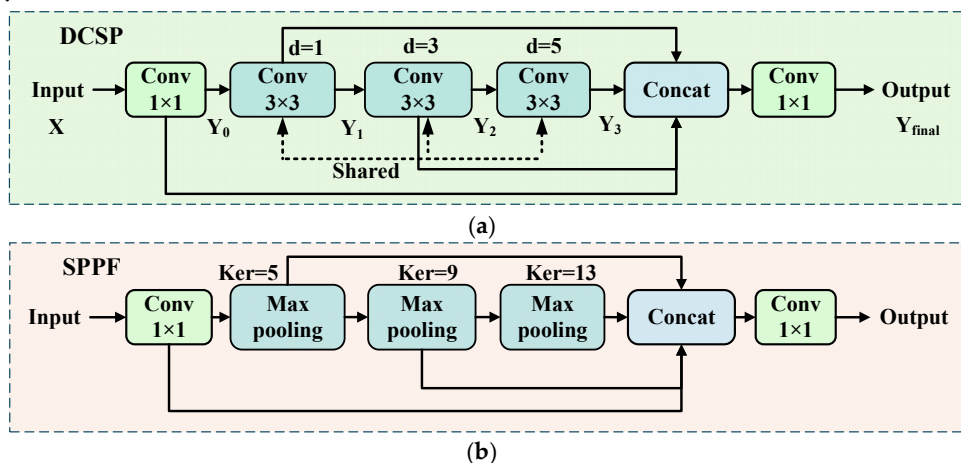 DCSP
d=1 d=3 d=5
Input Conv Conv Conv Conv Concat Conv Output
1×1 3×3 3×3 3×3 1×1
X Y₀ Y₁ Y₂ Y₃ Y_final
Shared
(a)
SPPF
Ker=5 Ker=9 Ker=13
Input Conv Max Max Max Concat Conv Output
1×1 pooling pooling pooling 1×1
(b)